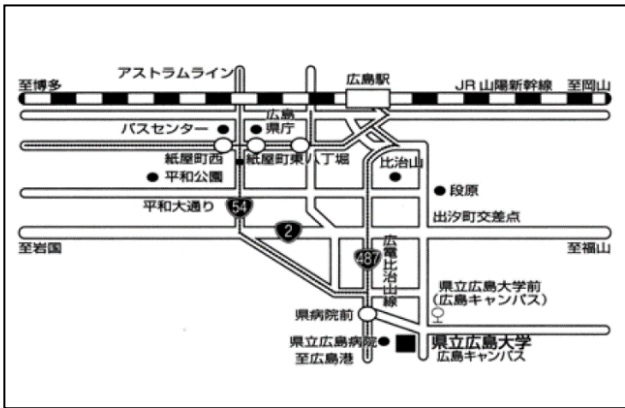 アストラムライン
広島駅
至博多
JR山陽新幹線
至岡山
広島
県庁
バスセンター
紙屋町西
紙屋町東
八丁堀
比治山
平和公園
段原
平和大通り
54
出汐町交差点
2
至岩国
487
広電比治山線
至福山
県立広島大学前
(広島キャンパス)
県病院前
県立広島病院
県立広島大学
至広島港
広島キャンパス